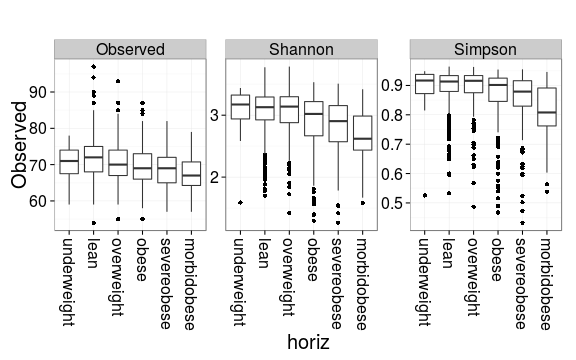 Observed Shannon Simpson
Observed
90
80
70
60
3
2
0.9
0.8
0.7
0.6
0.5
underweight
lean
overweight
obese
severeobese
morbidobese
underweight
lean
overweight
obese
severeobese
morbidobese
underweight
lean
overweight
obese
severeobese
morbidobese
horiz